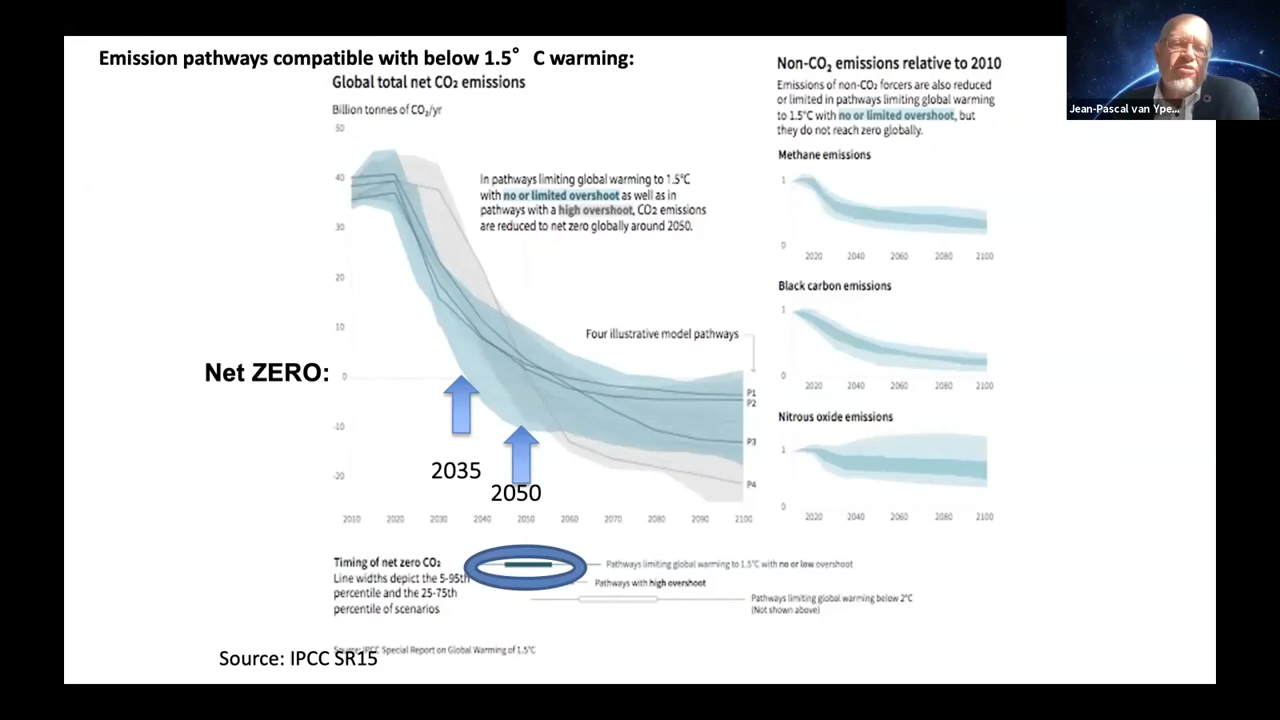 Emission pathways compatible with below 1.5° C warming:
Global total net CO₂ emissions
Billion tonnes of CO₂/yr
50
40
30
20
10
0
-10
-20
2010 2020 2030 2040 2050 2060 2070 2080 2090 2100
In pathways limiting global warming to 1.5°C
with no or limited overshoot as well as in
pathways with a high overshoot, CO2 emissions
are reduced to net zero globally around 2050.
Four illustrative model pathways
P1
P2
P3
P4
Net ZERO:
2035
2050
Non-CO₂ emissions relative to 2010
Emissions of non-CO₂ forcers are also reduced
or limited in pathways limiting global warming
to 1.5°C with no or limited overshoot, but
they do not reach zero globally.
Methane emissions
1
0
2020 2040 2060 2080 2100
Black carbon emissions
1
0
2020 2040 2060 2080 2100
Nitrous oxide emissions
1
0
2020 2040 2060 2080 2100
Timing of net zero CO₂
Line widths depict the 5-95th
percentile and the 25-75th
percentile of scenarios
Pathways limiting global warming to 1.5°C with no or low overshoot
Pathways with high overshoot
Pathways limiting global warming below 2°C
(Not shown above)
Source: IPCC Special Report on Global Warming of 1.5°C
Source: IPCC SR15
Jean-Pascal van Ype...